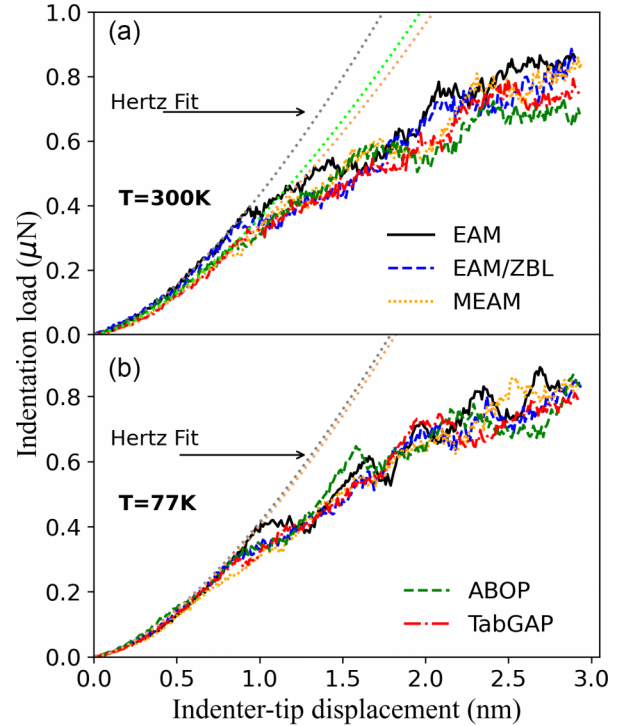 (a)
1.0
0.8
Hertz Fit
0.6
T=300K
0.4
EAM
EAM/ZBL
0.2
MEAM
0.0
Indentation load (μN)
(b)
0.8
Hertz Fit
0.6
T=77K
0.4
ABOP
0.2
TabGAP
0.0
0.0 0.5 1.0 1.5 2.0 2.5 3.0
Indenter-tip displacement (nm)